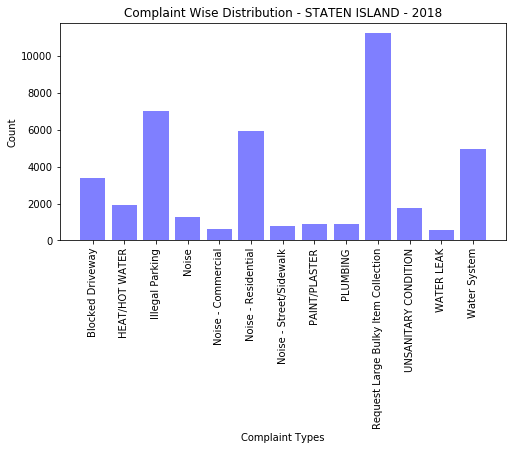 Complaint Wise Distribution - STATEN ISLAND - 2018
10000
8000
6000
4000
2000
0
Count
Blocked Driveway
HEAT/HOT WATER
Illegal Parking
Noise
Noise - Commercial
Noise - Residential
Noise - Street/Sidewalk
PAINT/PLASTER
PLUMBING
Request Large Bulky Item Collection
UNSANITARY CONDITION
WATER LEAK
Water System
Complaint Types